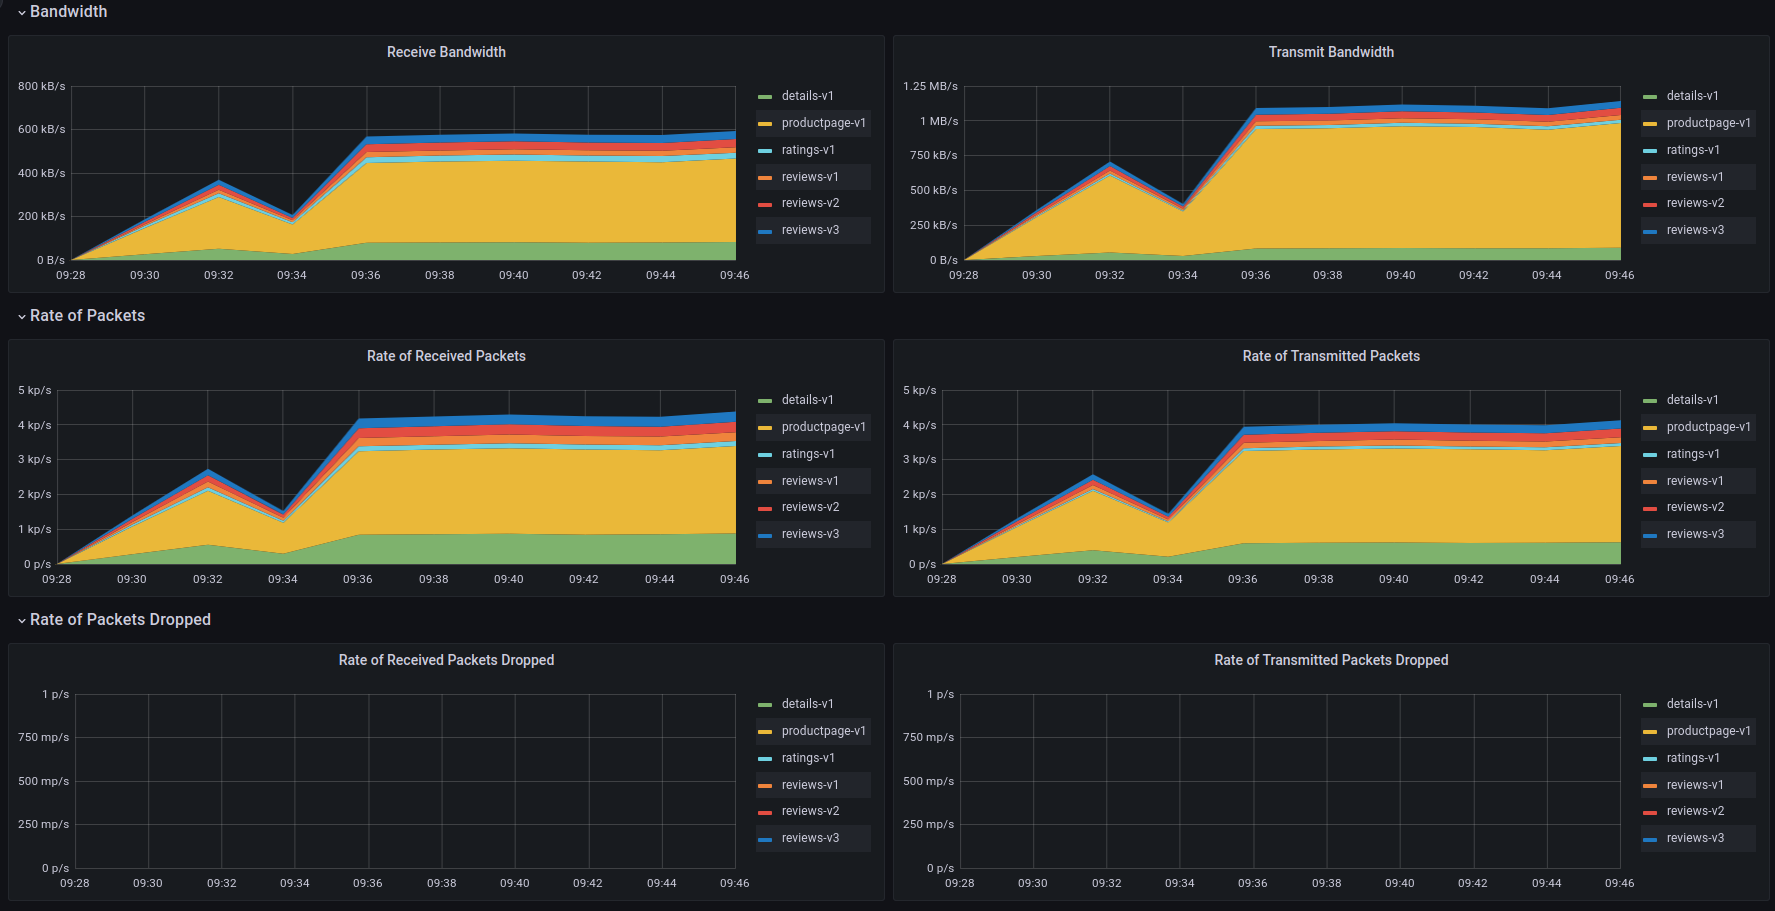 Bandwidth
Receive Bandwidth
800 kB/s
600 kB/s
400 kB/s
200 kB/s
0 B/s
09:28 09:30 09:32 09:34 09:36 09:38 09:40 09:42 09:44 09:46
details-v1
productpage-v1
ratings-v1
reviews-v1
reviews-v2
reviews-v3
Transmit Bandwidth
1.25 MB/s
1 MB/s
750 kB/s
500 kB/s
250 kB/s
0 B/s
09:28 09:30 09:32 09:34 09:36 09:38 09:40 09:42 09:44 09:46
details-v1
productpage-v1
ratings-v1
reviews-v1
reviews-v2
reviews-v3
Rate of Packets
Rate of Received Packets
5 kp/s
4 kp/s
3 kp/s
2 kp/s
1 kp/s
0 p/s
09:28 09:30 09:32 09:34 09:36 09:38 09:40 09:42 09:44 09:46
details-v1
productpage-v1
ratings-v1
reviews-v1
reviews-v2
reviews-v3
Rate of Transmitted Packets
5 kp/s
4 kp/s
3 kp/s
2 kp/s
1 kp/s
0 p/s
09:28 09:30 09:32 09:34 09:36 09:38 09:40 09:42 09:44 09:46
details-v1
productpage-v1
ratings-v1
reviews-v1
reviews-v2
reviews-v3
Rate of Packets Dropped
Rate of Received Packets Dropped
1 p/s
750 mp/s
500 mp/s
250 mp/s
0 p/s
09:28 09:30 09:32 09:34 09:36 09:38 09:40 09:42 09:44 09:46
details-v1
productpage-v1
ratings-v1
reviews-v1
reviews-v2
reviews-v3
Rate of Transmitted Packets Dropped
1 p/s
750 mp/s
500 mp/s
250 mp/s
0 p/s
09:28 09:30 09:32 09:34 09:36 09:38 09:40 09:42 09:44 09:46
details-v1
productpage-v1
ratings-v1
reviews-v1
reviews-v2
reviews-v3